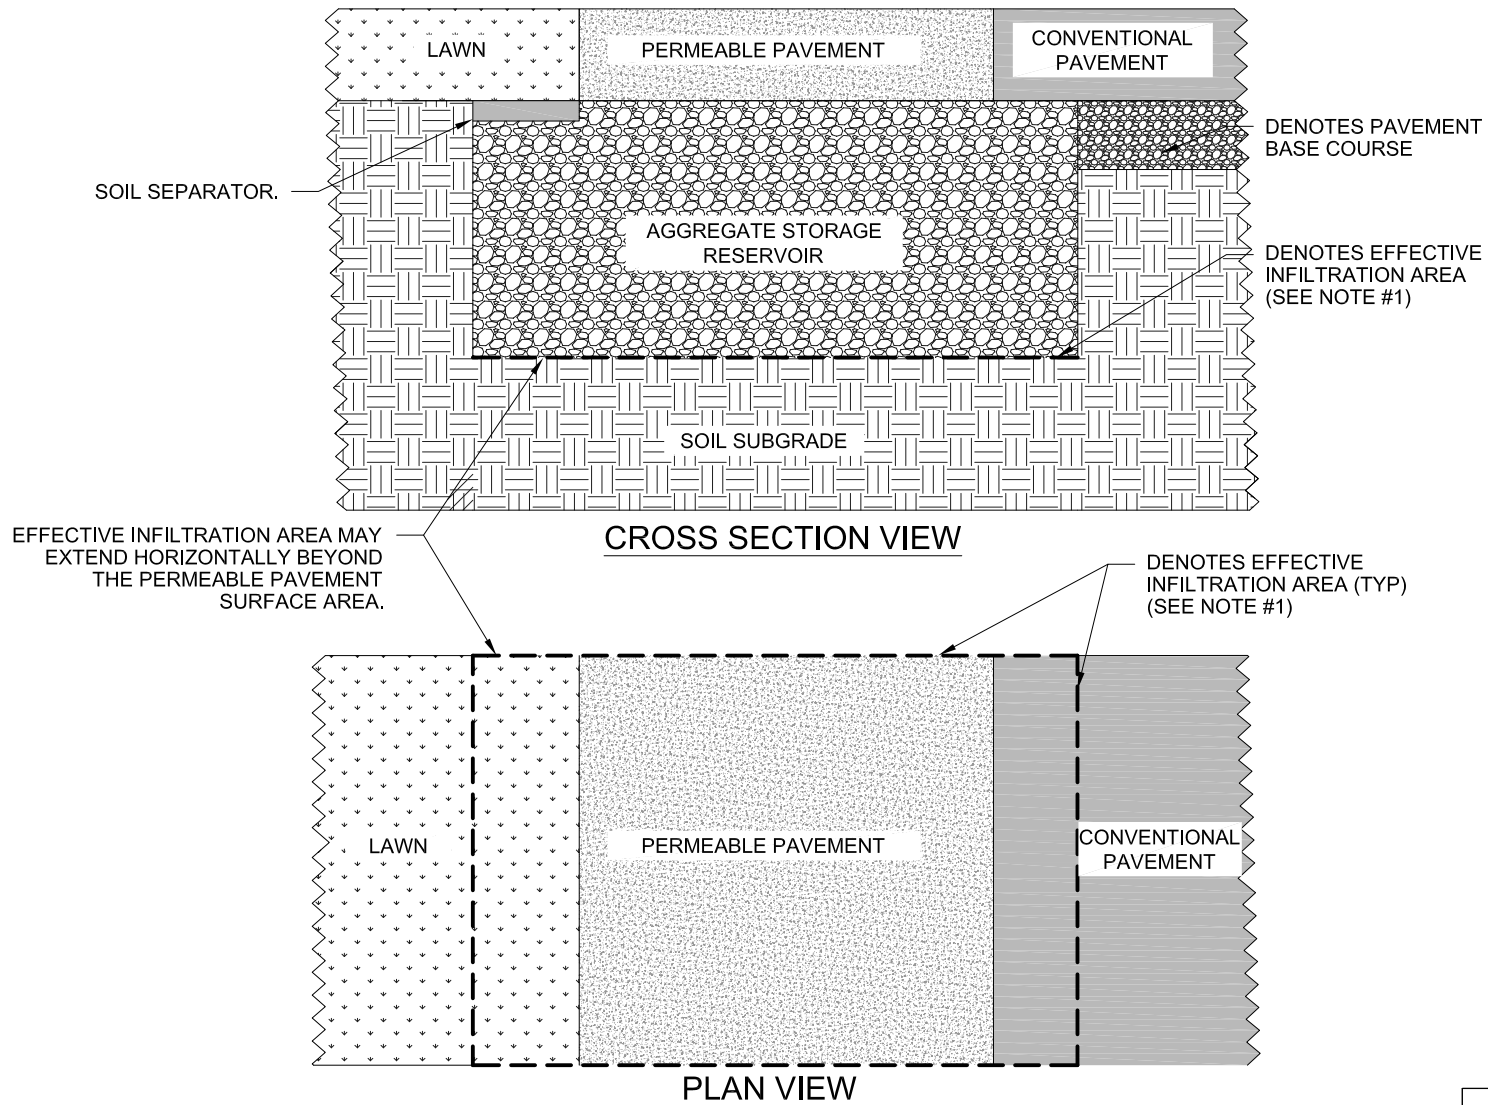 LAWN
PERMEABLE PAVEMENT
CONVENTIONAL
PAVEMENT
DENOTES PAVEMENT
BASE COURSE
SOIL SEPARATOR.
AGGREGATE STORAGE
RESERVOIR
DENOTES EFFECTIVE
INFILTRATION AREA
(SEE NOTE #1)
SOIL SUBGRADE
CROSS SECTION VIEW
EFFECTIVE INFILTRATION AREA MAY
EXTEND HORIZONTALLY BEYOND
THE PERMEABLE PAVEMENT
SURFACE AREA.
DENOTES EFFECTIVE
INFILTRATION AREA (TYP)
(SEE NOTE #1)
LAWN
PERMEABLE PAVEMENT
CONVENTIONAL
PAVEMENT
PLAN VIEW